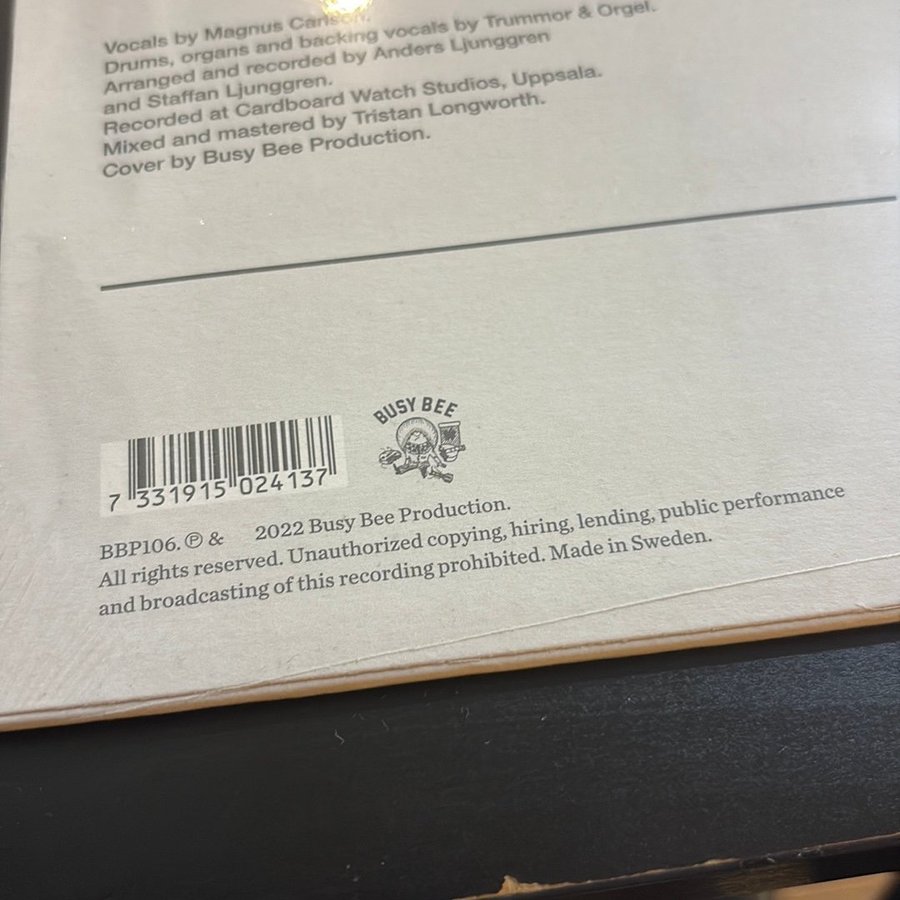 Vocals by Magnus Carlson.
Drums, organs and backing vocals by Trummor & Orgel.
Arranged and recorded by Anders Ljunggren
and Staffan Ljunggren.
Recorded at Cardboard Watch Studios, Uppsala.
Mixed and mastered by Tristan Longworth.
Cover by Busy Bee Production.
BUSY BEE
7 331915 024137
BBP106. ℗ & 2022 Busy Bee Production.
All rights reserved. Unauthorized copying, hiring, lending, public performance
and broadcasting of this recording prohibited. Made in Sweden.